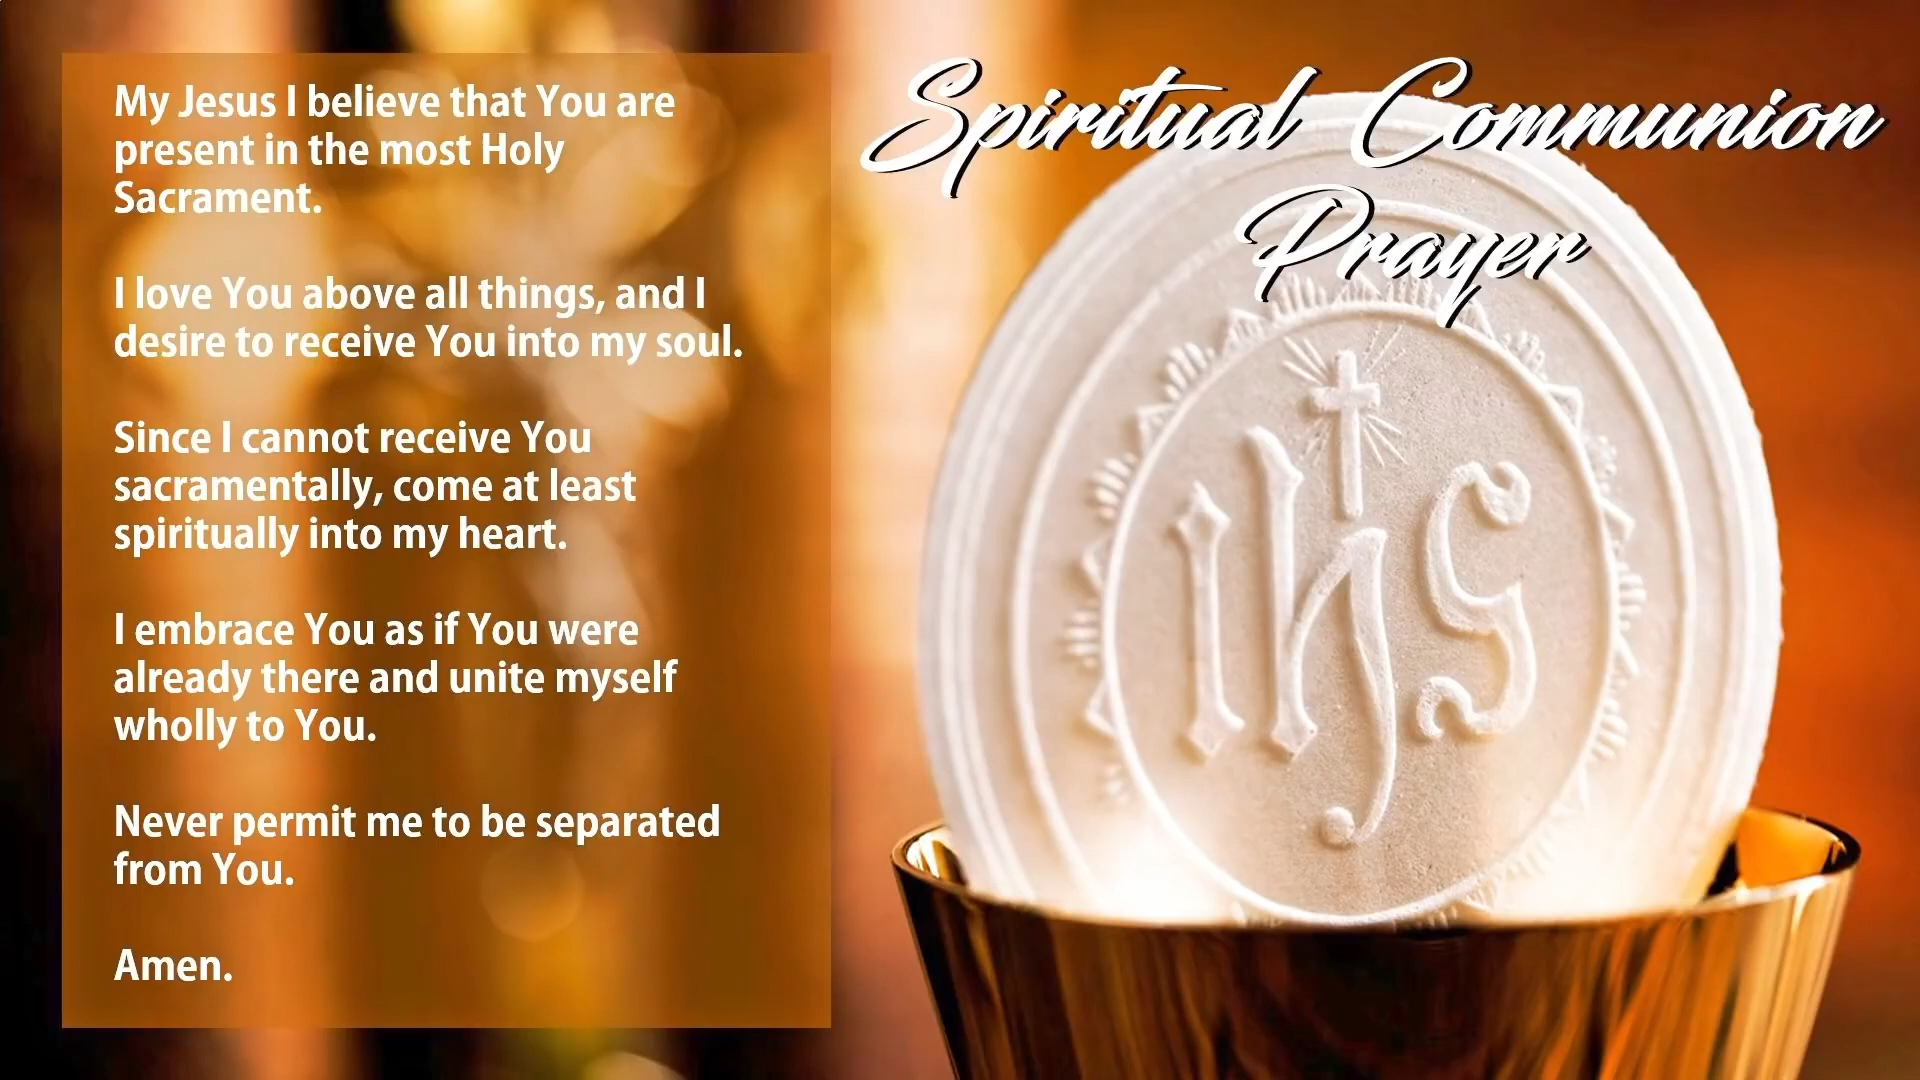 Spiritual Communion
Prayer
My Jesus I believe that You are
present in the most Holy
Sacrament.
I love You above all things, and I
desire to receive You into my soul.
Since I cannot receive You
sacramentally, come at least
spiritually into my heart.
I embrace You as if You were
already there and unite myself
wholly to You.
Never permit me to be separated
from You.
Amen.
ihs